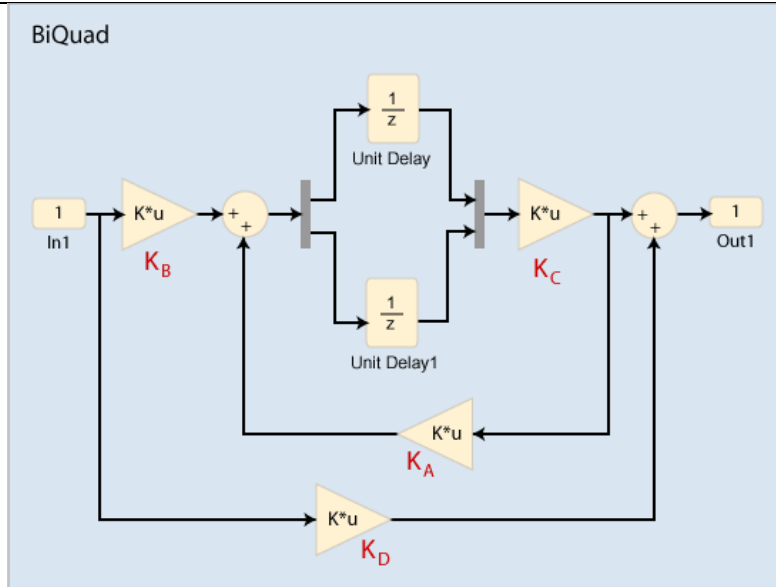 BiQuad
1
z
Unit Delay
1
In1
K*u
K_B
+
+
K*u
K_C
+
+
1
Out1
1
z
Unit Delay1
K*u
K_A
K*u
K_D